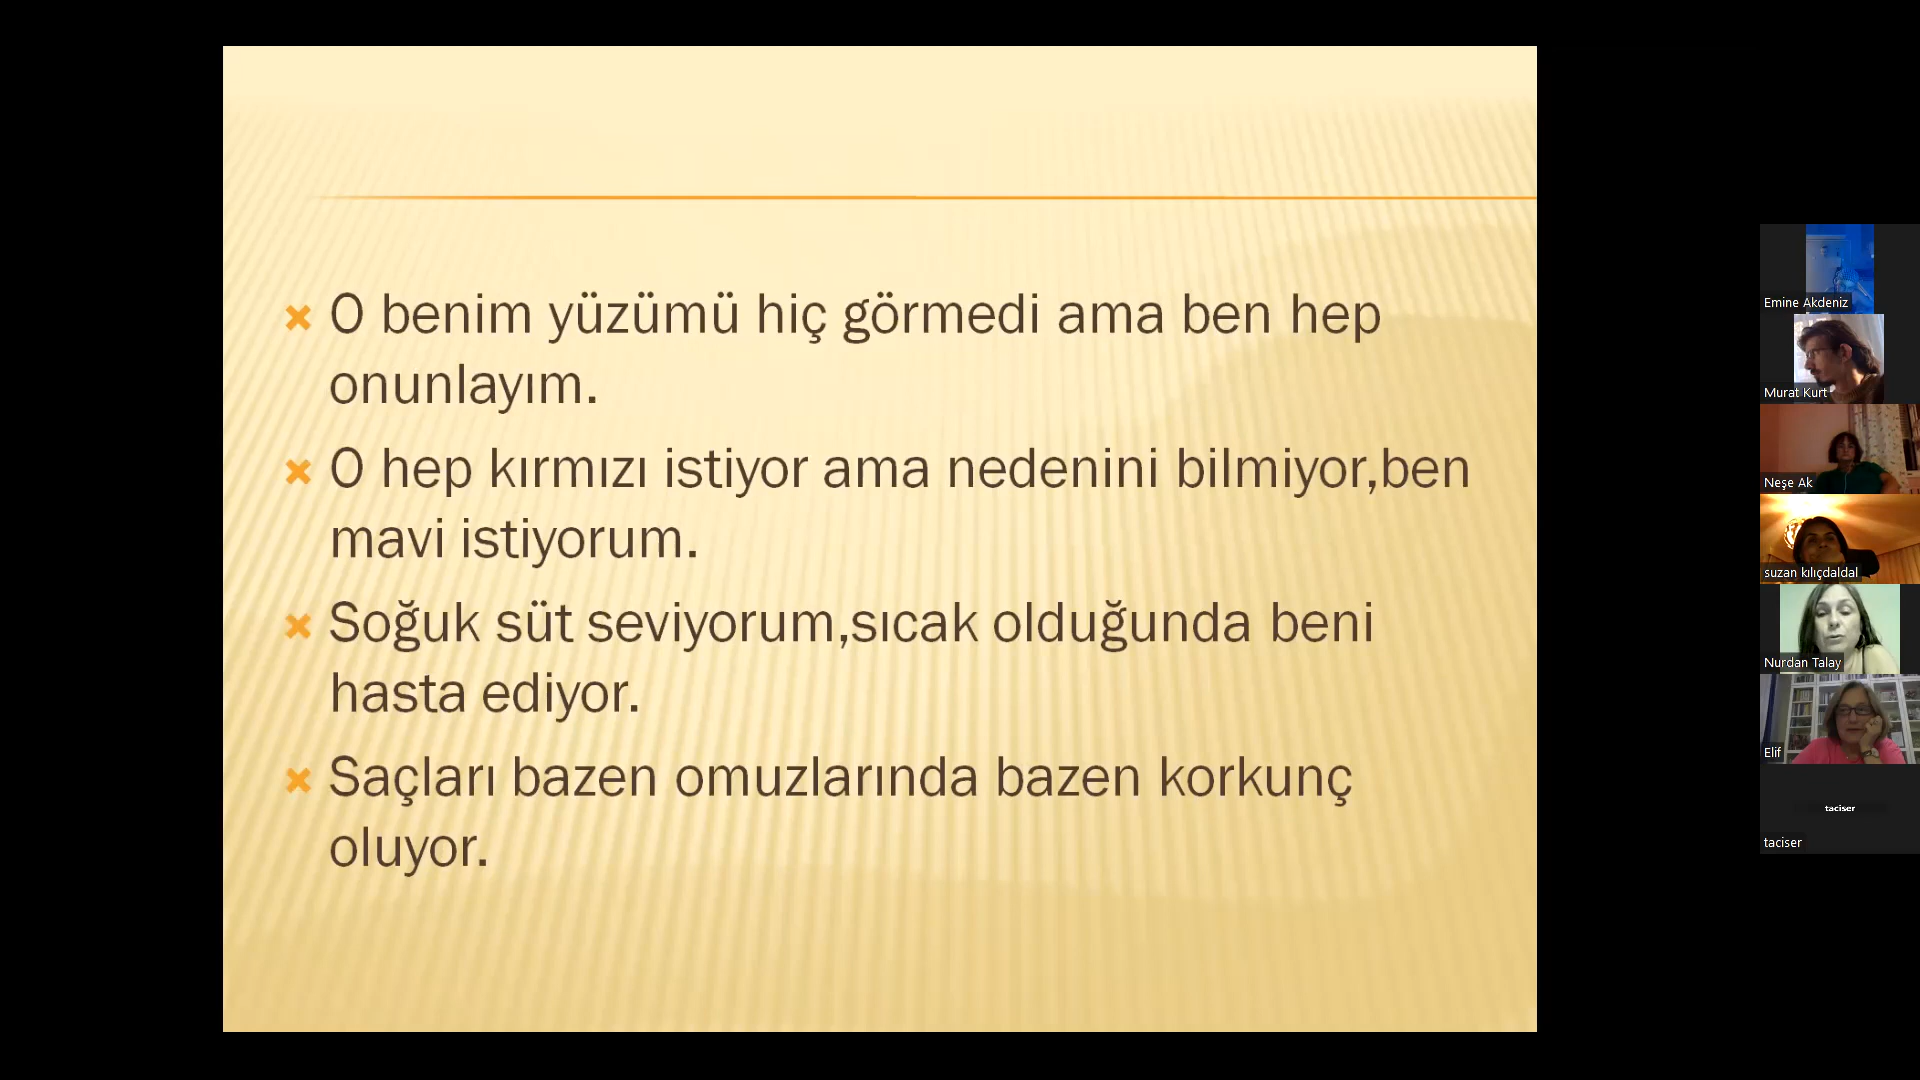 O benim yüzümü hiç görmedi ama ben hep
onunlayım.
O hep kırmızı istiyor ama nedenini bilmiyor,ben
mavi istiyorum.
Soğuk süt seviyorum,sıcak olduğunda beni
hasta ediyor.
Saçları bazen omuzlarında bazen korkunç
oluyor.
Emine Akdeniz
Murat Kurt
Neşe Ak
suzan kılıçdaldal
Nurdan Talay
Elif
taciser
taciser